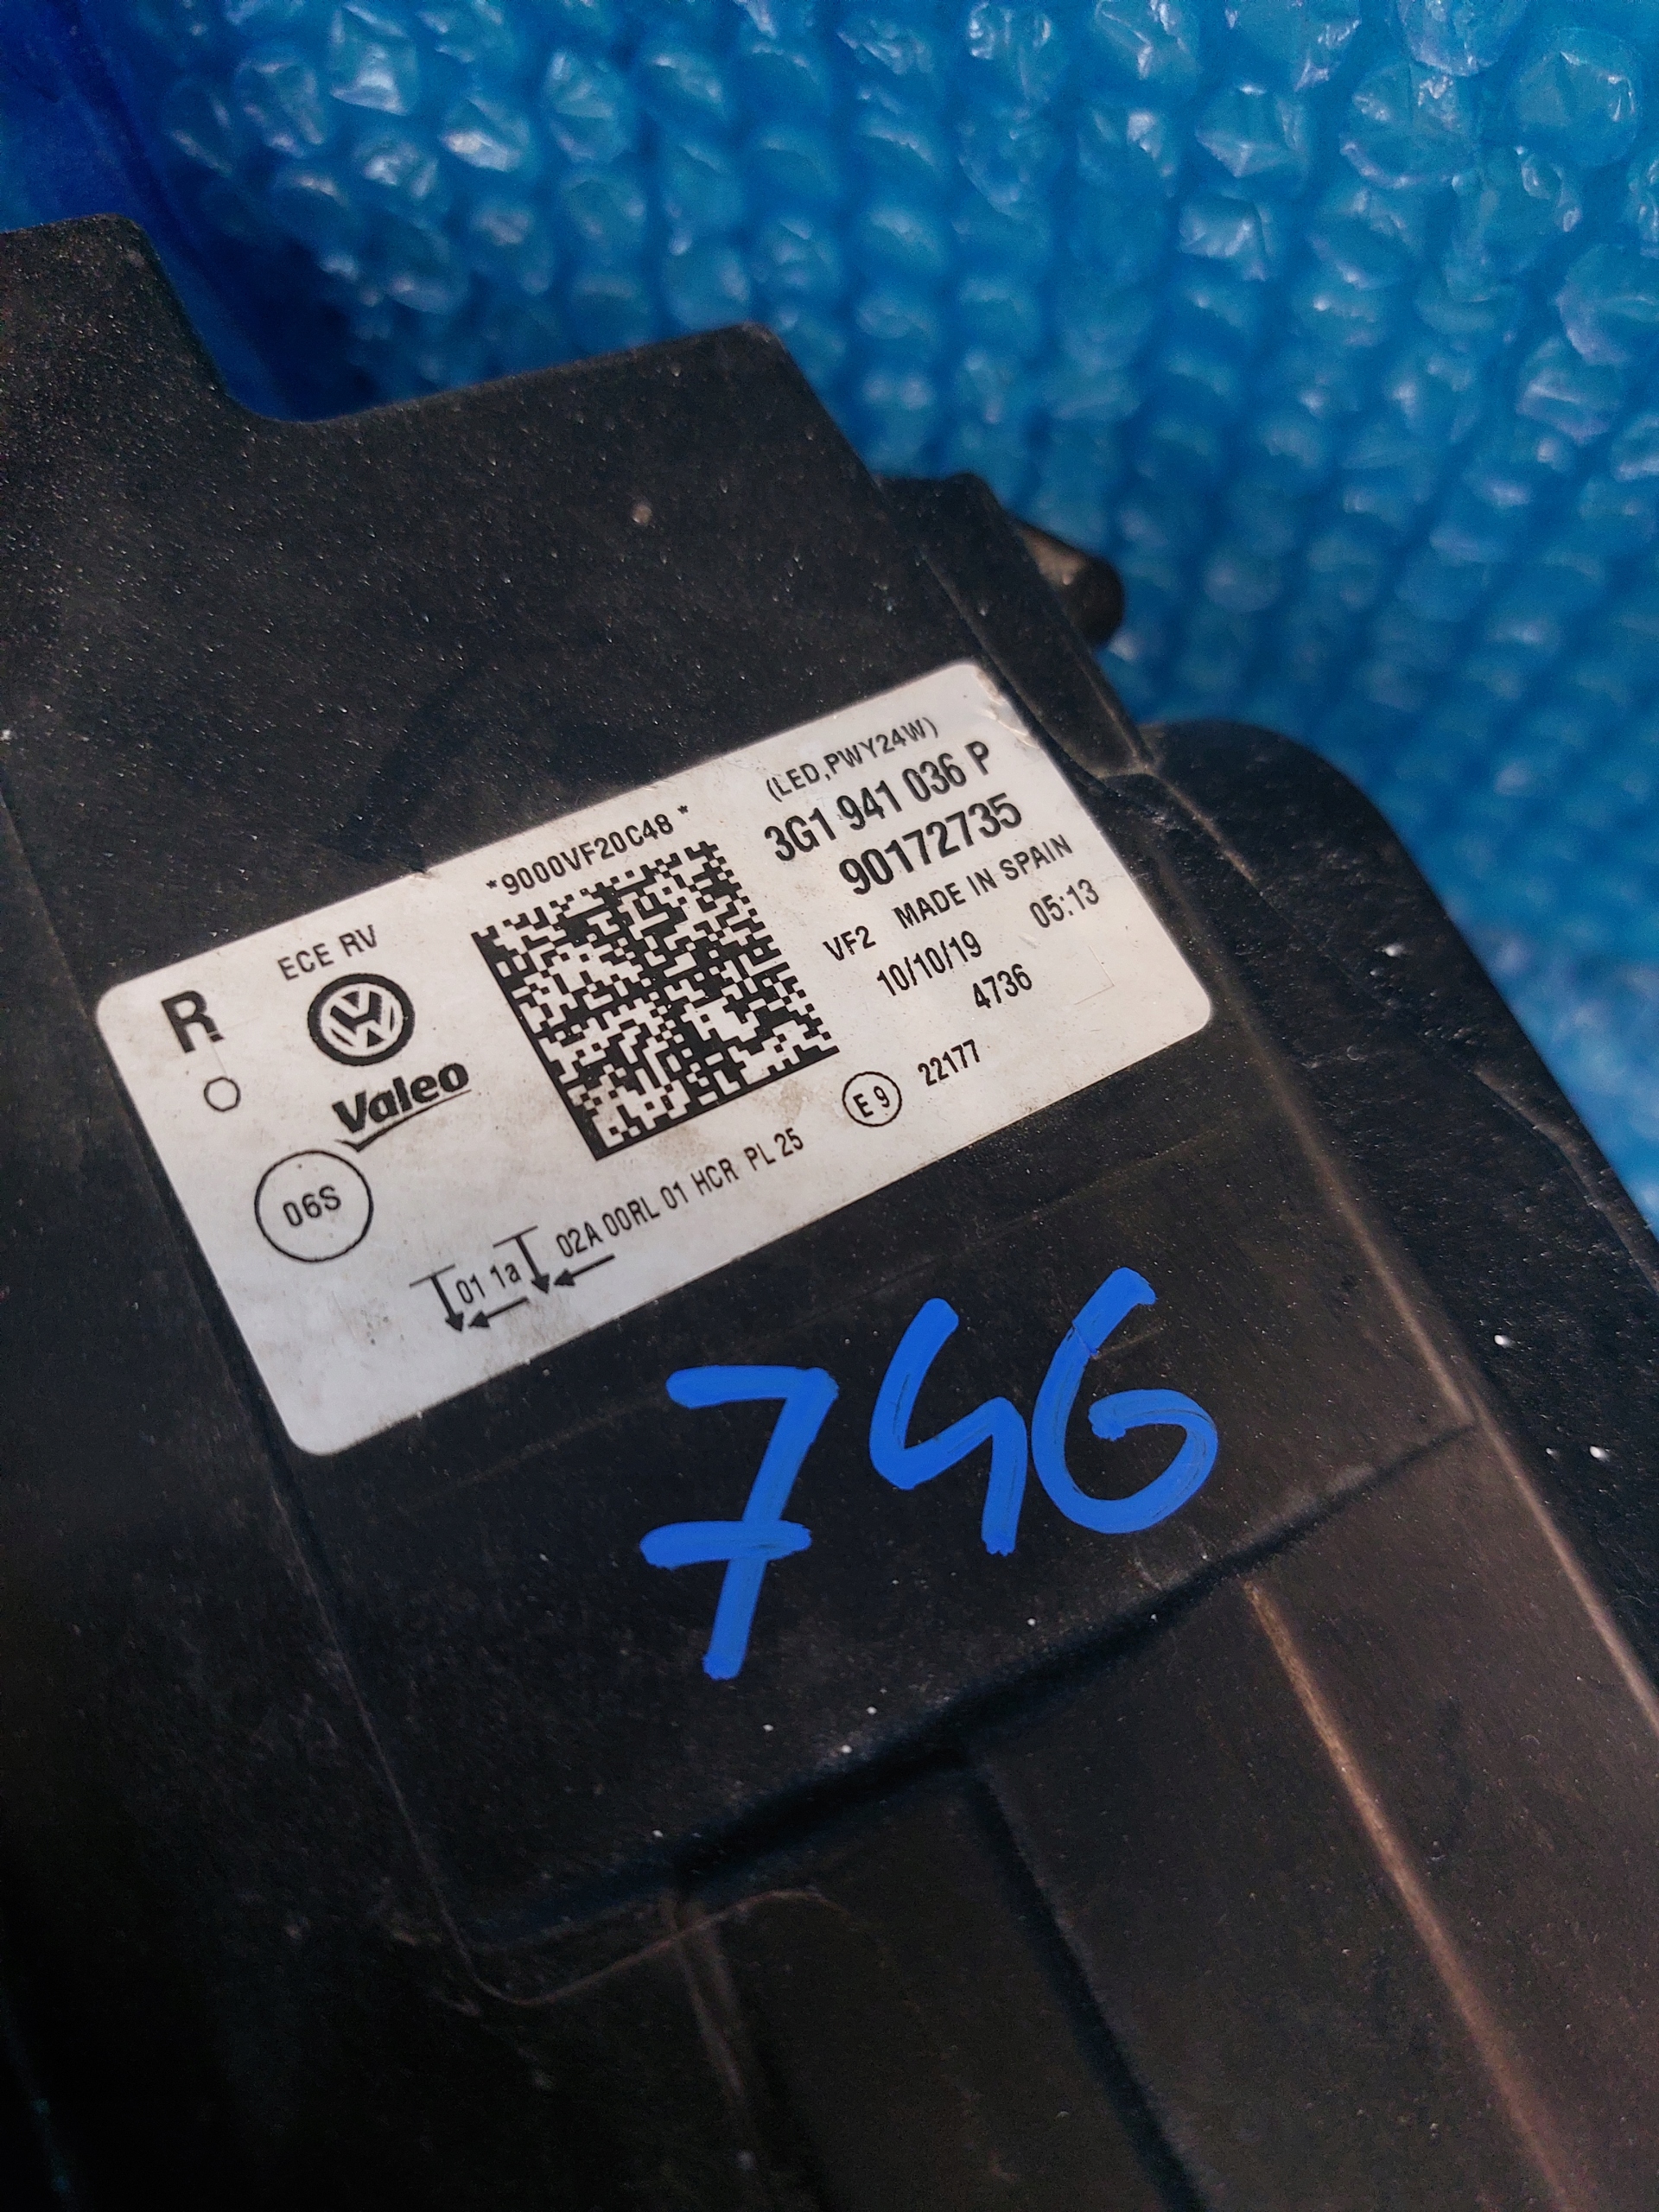 (LED,PWY24W)
3G1 941 036 P
90172735
VF2 MADE IN SPAIN
10/10/19 05:13
4736
*9000VF20C48*
ECE RV
R
Valeo
06S
E 9 22177
01 1a 02A 00RL 01 HCR PL 25
746